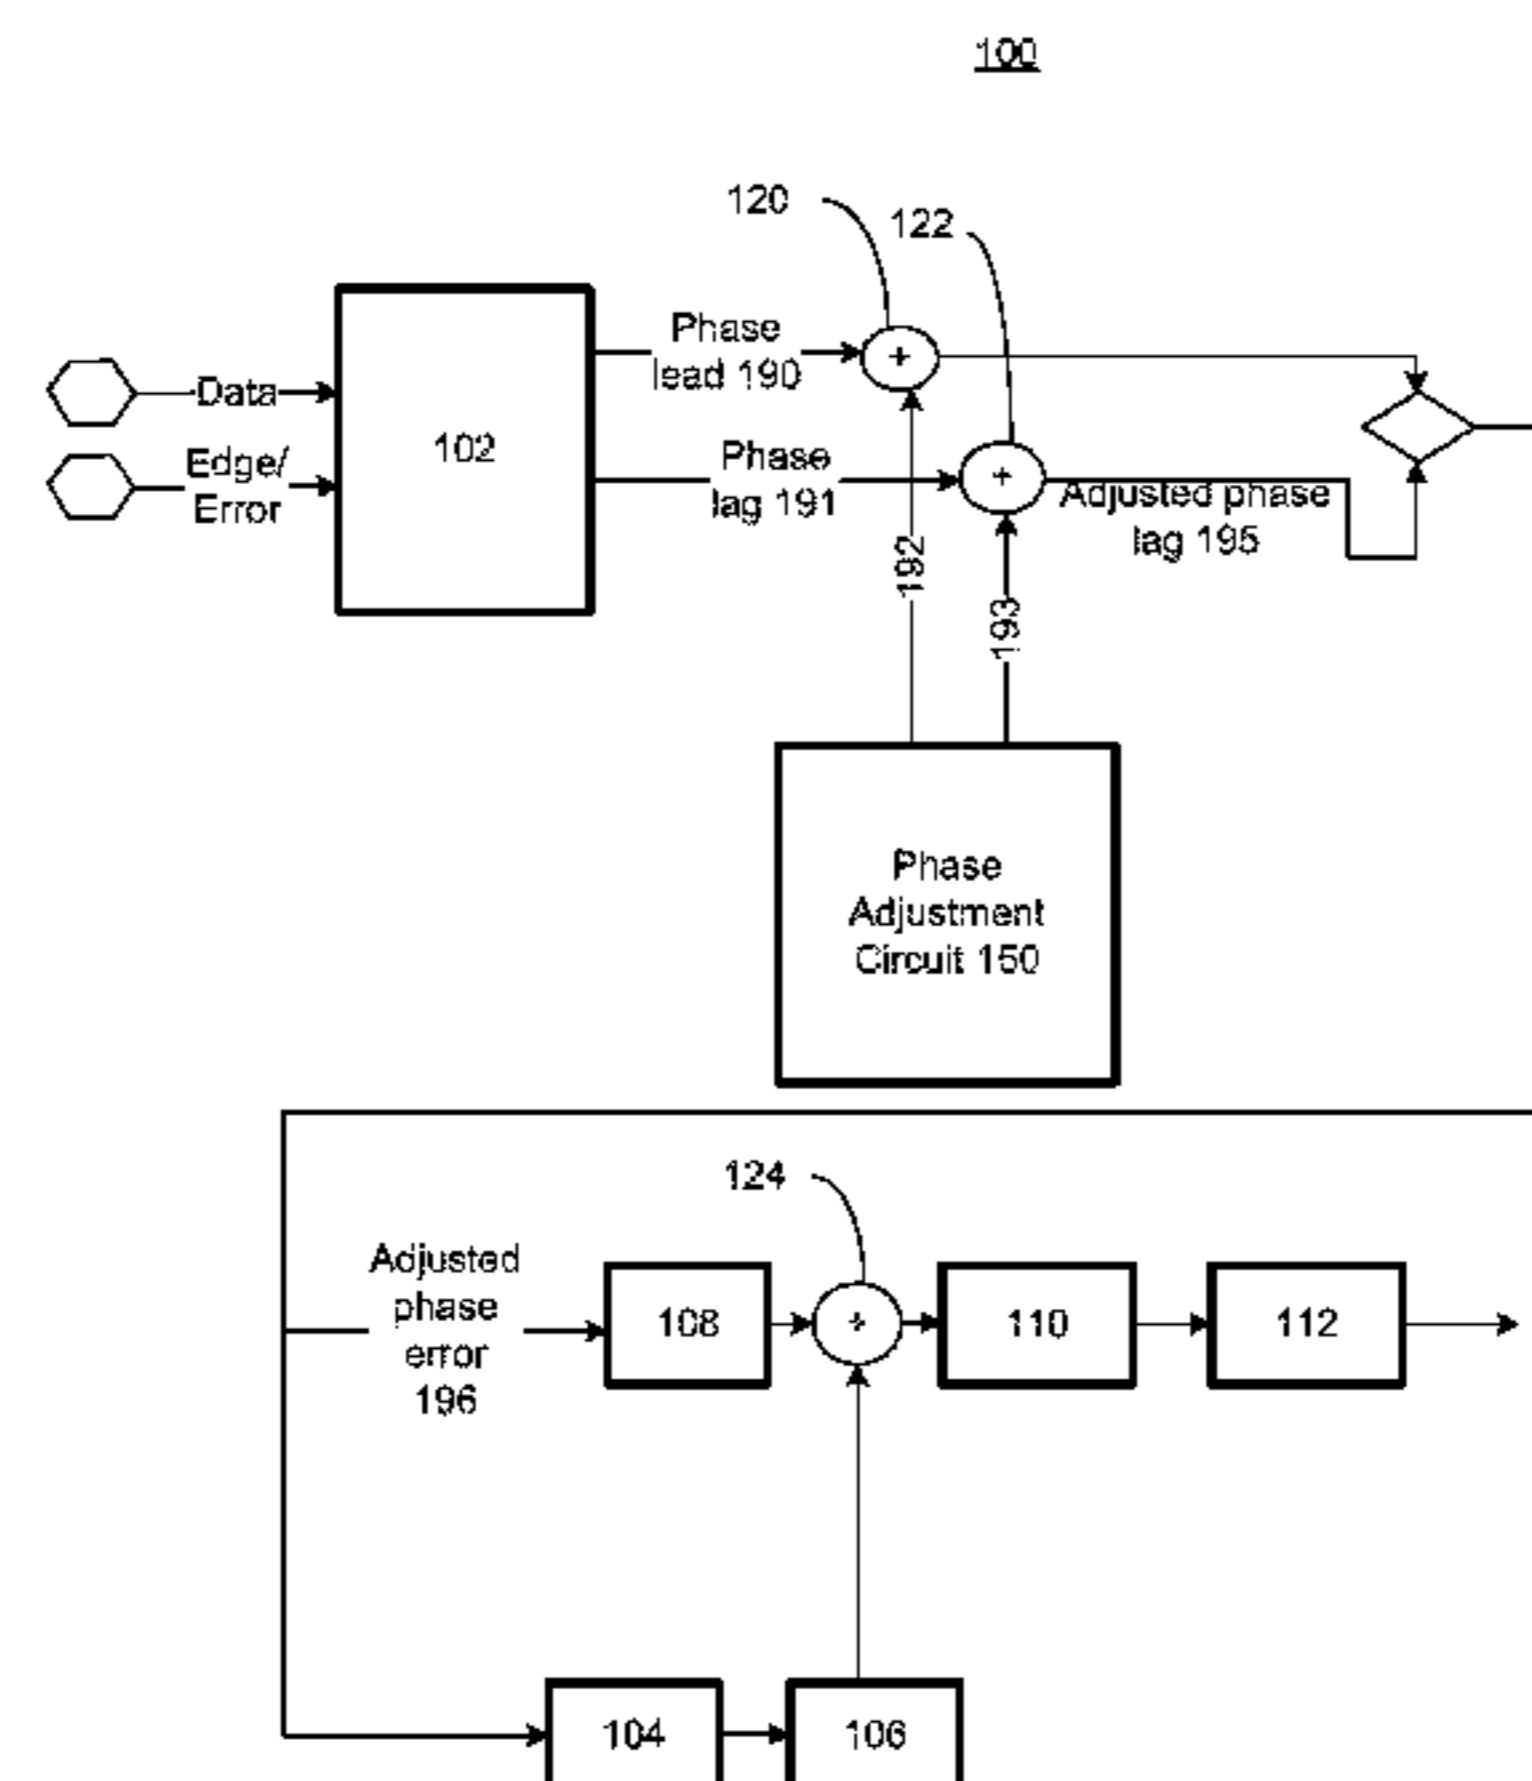 100
120
122
Phase
lead 190
Data
102
Edge/
Error
Phase
lag 191
Adjusted phase
lag 195
192
193
Phase
Adjustment
Circuit 150
124
Adjusted
phase
error
196
108
110
112
104
106
+
+
+